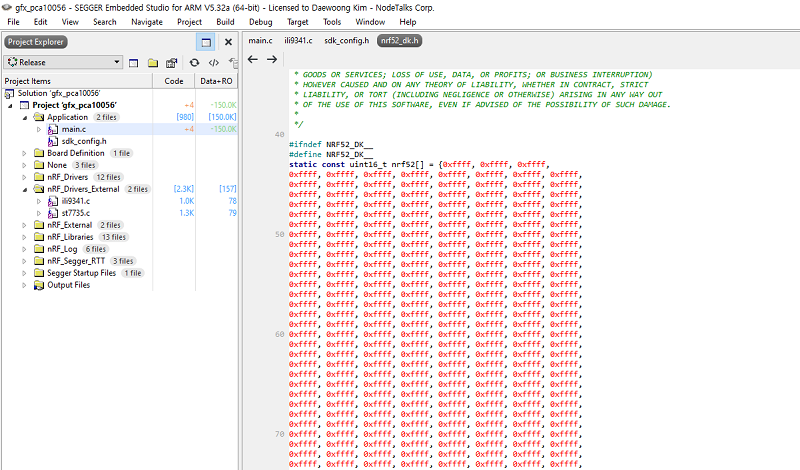 gfx_pca10056 - SEGGER Embedded Studio for ARM V5.32a (64-bit) - Licensed to Daewoong Kim - NodeTalks Corp.
File Edit View Search Navigate Project Build Debug Target Tools Window Help
Project Explorer
Release
Project Items Code Data+RO
Solution 'gfx_pca10056'
Project 'gfx_pca10056' +4 -150.0K
Application 2 files [980] [150.0K]
main.c +4 -150.0K
sdk_config.h
Board Definition 1 file
None 3 files
nRF_Drivers 12 files
nRF_Drivers_External 2 files [2.3K] [157]
ili9341.c 1.0K 78
st7735.c 1.3K 79
nRF_External 2 files
nRF_Libraries 13 files
nRF_Log 6 files
nRF_Segger_RTT 3 files
Segger Startup Files 1 file
Output Files
main.c ili9341.c sdk_config.h nrf52_dk.h
* GOODS OR SERVICES; LOSS OF USE, DATA, OR PROFITS; OR BUSINESS INTERRUPTION)
* HOWEVER CAUSED AND ON ANY THEORY OF LIABILITY, WHETHER IN CONTRACT, STRICT
* LIABILITY, OR TORT (INCLUDING NEGLIGENCE OR OTHERWISE) ARISING IN ANY WAY OUT
* OF THE USE OF THIS SOFTWARE, EVEN IF ADVISED OF THE POSSIBILITY OF SUCH DAMAGE.
*
*/
40
#ifndef NRF52_DK__
#define NRF52_DK__
static const uint16_t nrf52[] = {0xffff, 0xffff, 0xffff,
0xffff, 0xffff, 0xffff, 0xffff, 0xffff, 0xffff, 0xffff, 0xffff,
0xffff, 0xffff, 0xffff, 0xffff, 0xffff, 0xffff, 0xffff, 0xffff,
0xffff, 0xffff, 0xffff, 0xffff, 0xffff, 0xffff, 0xffff, 0xffff,
0xffff, 0xffff, 0xffff, 0xffff, 0xffff, 0xffff, 0xffff, 0xffff,
0xffff, 0xffff, 0xffff, 0xffff, 0xffff, 0xffff, 0xffff, 0xffff,
0xffff, 0xffff, 0xffff, 0xffff, 0xffff, 0xffff, 0xffff, 0xffff,
50 0xffff, 0xffff, 0xffff, 0xffff, 0xffff, 0xffff, 0xffff, 0xffff,
0xffff, 0xffff, 0xffff, 0xffff, 0xffff, 0xffff, 0xffff, 0xffff,
0xffff, 0xffff, 0xffff, 0xffff, 0xffff, 0xffff, 0xffff, 0xffff,
0xffff, 0xffff, 0xffff, 0xffff, 0xffff, 0xffff, 0xffff, 0xffff,
0xffff, 0xffff, 0xffff, 0xffff, 0xffff, 0xffff, 0xffff, 0xffff,
0xffff, 0xffff, 0xffff, 0xffff, 0xffff, 0xffff, 0xffff, 0xffff,
0xffff, 0xffff, 0xffff, 0xffff, 0xffff, 0xffff, 0xffff, 0xffff,
0xffff, 0xffff, 0xffff, 0xffff, 0xffff, 0xffff, 0xffff, 0xffff,
0xffff, 0xffff, 0xffff, 0xffff, 0xffff, 0xffff, 0xffff, 0xffff,
0xffff, 0xffff, 0xffff, 0xffff, 0xffff, 0xffff, 0xffff, 0xffff,
60 0xffff, 0xffff, 0xffff, 0xffff, 0xffff, 0xffff, 0xffff, 0xffff,
0xffff, 0xffff, 0xffff, 0xffff, 0xffff, 0xffff, 0xffff, 0xffff,
0xffff, 0xffff, 0xffff, 0xffff, 0xffff, 0xffff, 0xffff, 0xffff,
0xffff, 0xffff, 0xffff, 0xffff, 0xffff, 0xffff, 0xffff, 0xffff,
0xffff, 0xffff, 0xffff, 0xffff, 0xffff, 0xffff, 0xffff, 0xffff,
0xffff, 0xffff, 0xffff, 0xffff, 0xffff, 0xffff, 0xffff, 0xffff,
0xffff, 0xffff, 0xffff, 0xffff, 0xffff, 0xffff, 0xffff, 0xffff,
0xffff, 0xffff, 0xffff, 0xffff, 0xffff, 0xffff, 0xffff, 0xffff,
0xffff, 0xffff, 0xffff, 0xffff, 0xffff, 0xffff, 0xffff, 0xffff,
0xffff, 0xffff, 0xffff, 0xffff, 0xffff, 0xffff, 0xffff, 0xffff,
70 0xffff, 0xffff, 0xffff, 0xffff, 0xffff, 0xffff, 0xffff, 0xffff,
0xffff, 0xffff, 0xffff, 0xffff, 0xffff, 0xffff, 0xffff, 0xffff,
0xffff, 0xffff, 0xffff, 0xffff, 0xffff, 0xffff, 0xffff, 0xffff,
0xffff, 0xffff, 0xffff, 0xffff, 0xffff, 0xffff, 0xffff, 0xffff,